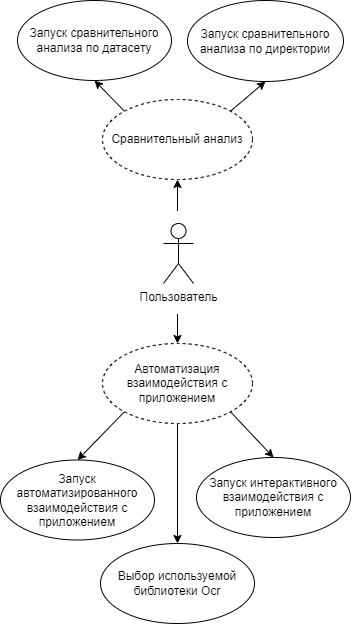 Запуск сравнительного
анализа по датасету
Запуск сравнительного
анализа по директории
Сравнительный анализ
Пользователь
Автоматизация
взаимодействия с
приложением
Запуск
автоматизированного
взаимодействия с
приложением
Запуск интерактивного
взаимодействия с
приложением
Выбор используемой
библиотеки Ocr